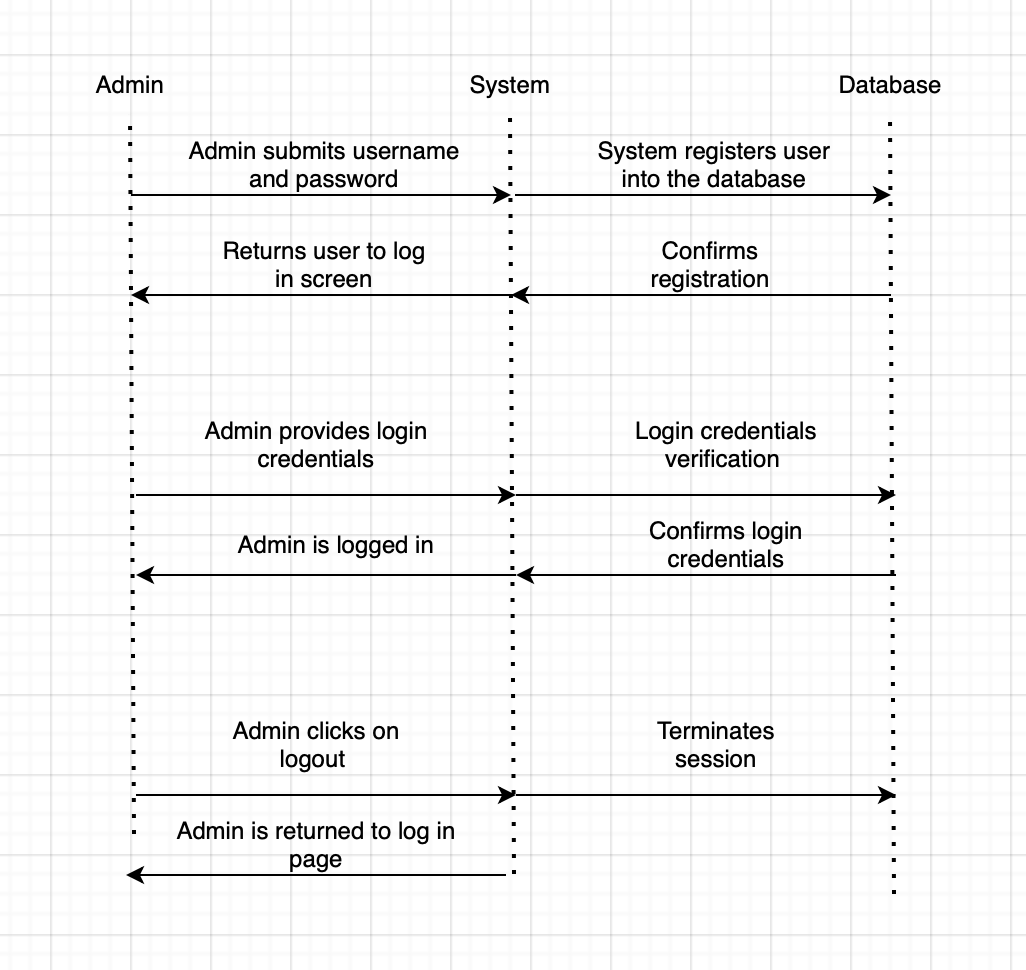 Admin
System
Database
Admin submits username
and password
System registers user
into the database
Returns user to log
in screen
Confirms
registration
Admin provides login
credentials
Login credentials
verification
Admin is logged in
Confirms login
credentials
Admin clicks on
logout
Terminates
session
Admin is returned to log in
page